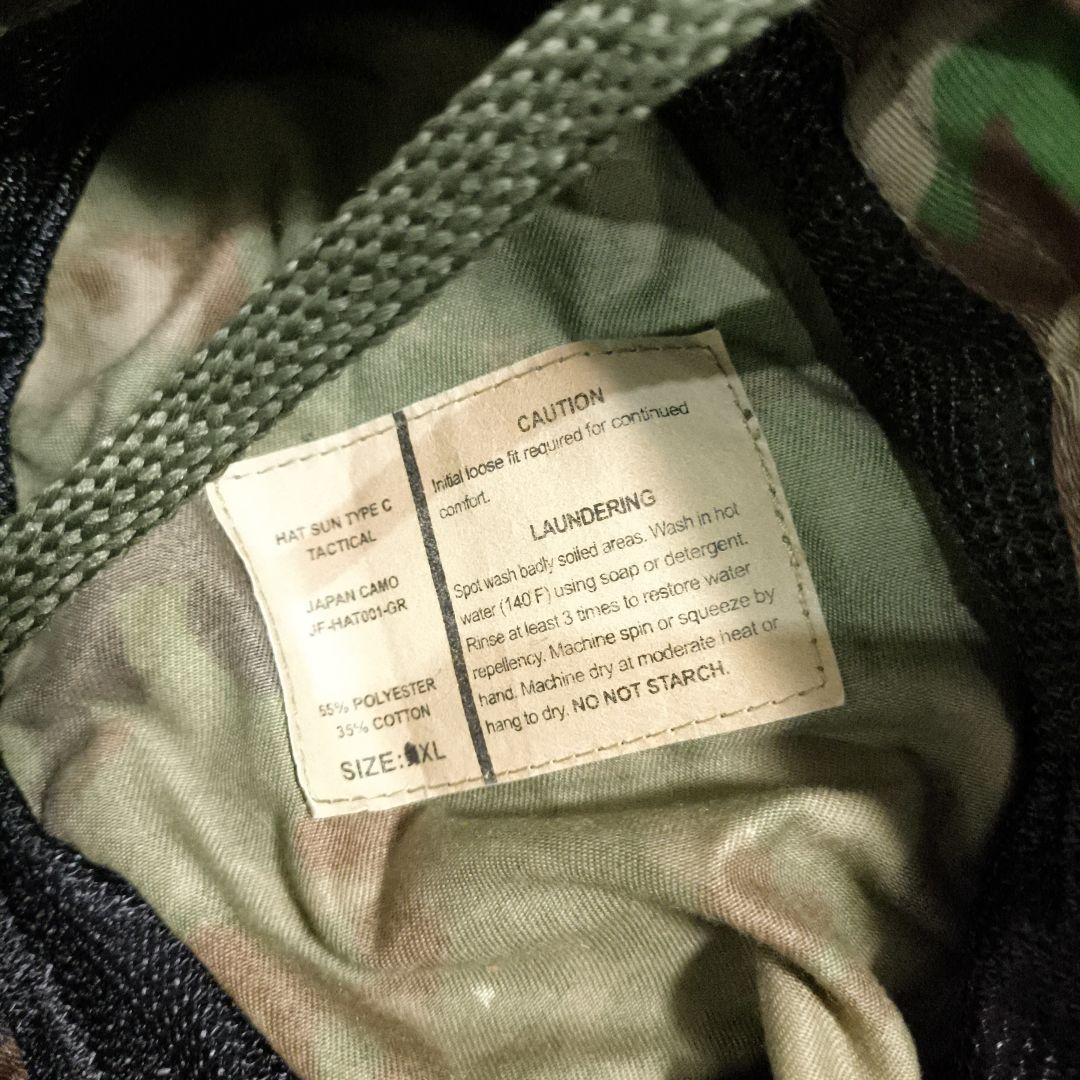 HAT SUN TYPE C
TACTICAL
JAPAN CAMO
JF-HAT001-GR
35% COTTON
POLYESTER
SIZE: XL
CAUTION
Initial loose fit required for continued
comfort.
LAUNDERING
Spot wash badly soiled areas. Wash in hot
water (140°F) using soap or detergent.
Rinse at least 3 times to restore water
repellency. Machine spin or squeeze by
hand. Machine dry at moderate heat or
hang to dry. NO NOT STARCH.